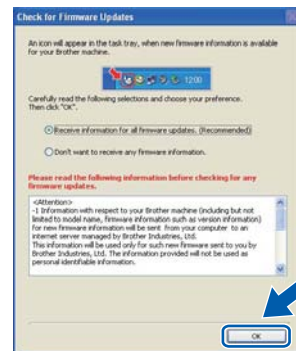 Check for Firmware Updates
An icon will appear in the task tray, when new firmware information is available
for your Brother machine.
12:00
Carefully read the following selections and choose your preference.
Then click "OK".
Receive information for all firmware updates. (Recommended)
Don't want to receive any firmware information.
Please read the following information before checking for any
firmware updates.
<Attention>
-1 Information with respect to your Brother machine (including but not
limited to model name, firmware information such as version information)
for new firmware information will be sent from your computer to an
internet server managed by Brother Industries, Ltd.
This information will be used only for such new firmware sent to you by
Brother Industries, Ltd. The information provided will not be used as
personal identifiable information.
OK